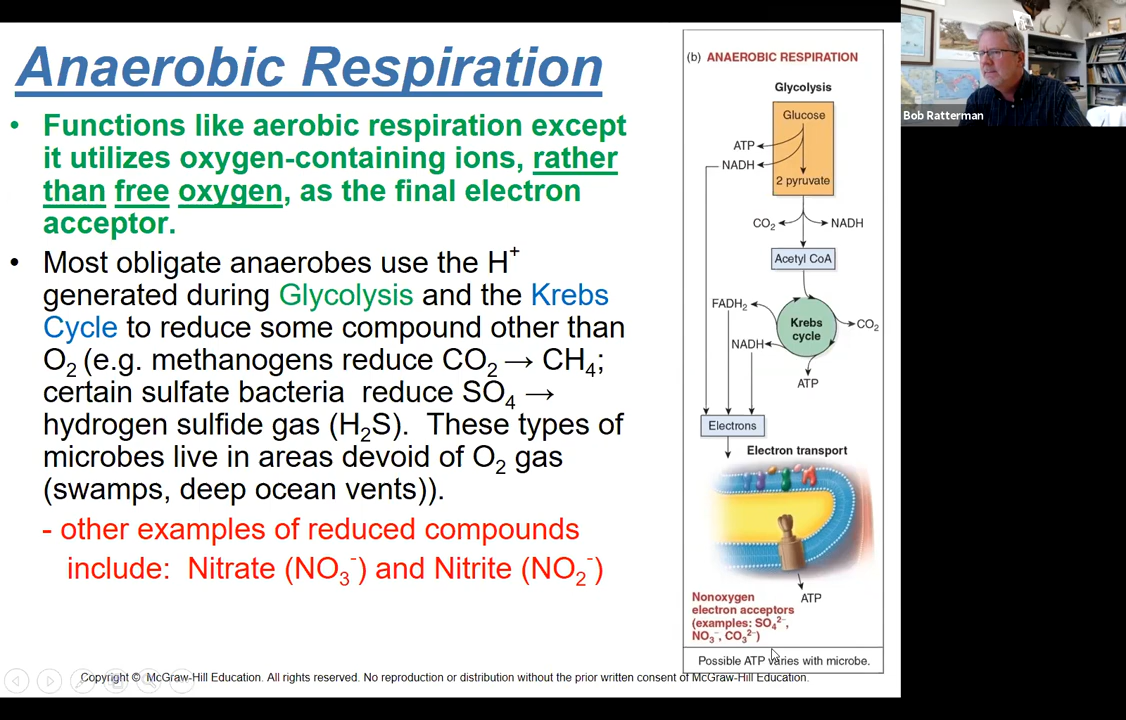 Anaerobic Respiration
• Functions like aerobic respiration except
it utilizes oxygen-containing ions, rather
than free oxygen, as the final electron
acceptor.
• Most obligate anaerobes use the H⁺
generated during Glycolysis and the Krebs
Cycle to reduce some compound other than
O₂ (e.g. methanogens reduce CO₂ → CH₄;
certain sulfate bacteria reduce SO₄ →
hydrogen sulfide gas (H₂S). These types of
microbes live in areas devoid of O₂ gas
(swamps, deep ocean vents)).
- other examples of reduced compounds
include: Nitrate (NO₃⁻) and Nitrite (NO₂⁻)
(b) ANAEROBIC RESPIRATION
Glycolysis
Glucose
ATP
NADH
2 pyruvate
CO₂
NADH
Acetyl CoA
FADH₂
Krebs
cycle
CO₂
NADH
ATP
Electrons
Electron transport
ATP
Nonoxygen
electron acceptors
(examples: SO₄²⁻,
NO₃⁻, CO₃²⁻)
Possible ATP varies with microbe.
Copyright © McGraw-Hill Education. All rights reserved. No reproduction or distribution without the prior written consent of McGraw-Hill Education.
Bob Ratterman